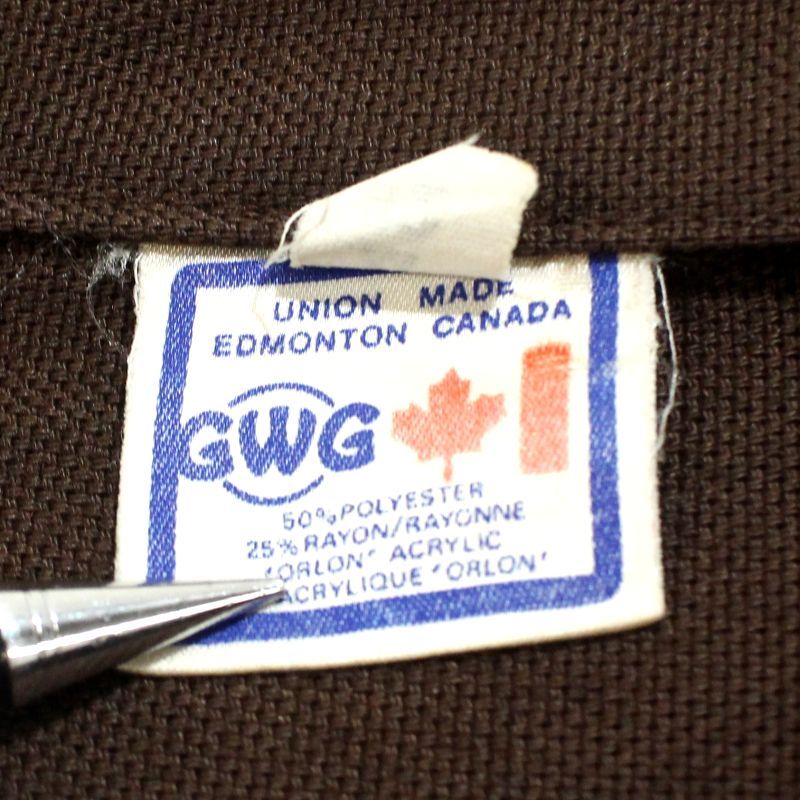 UNION MADE
EDMONTON CANADA
GWG
50% POLYESTER
25% RAYON/RAYONNE
"ORLON" ACRYLIC
ACRYLIQUE "ORLON"